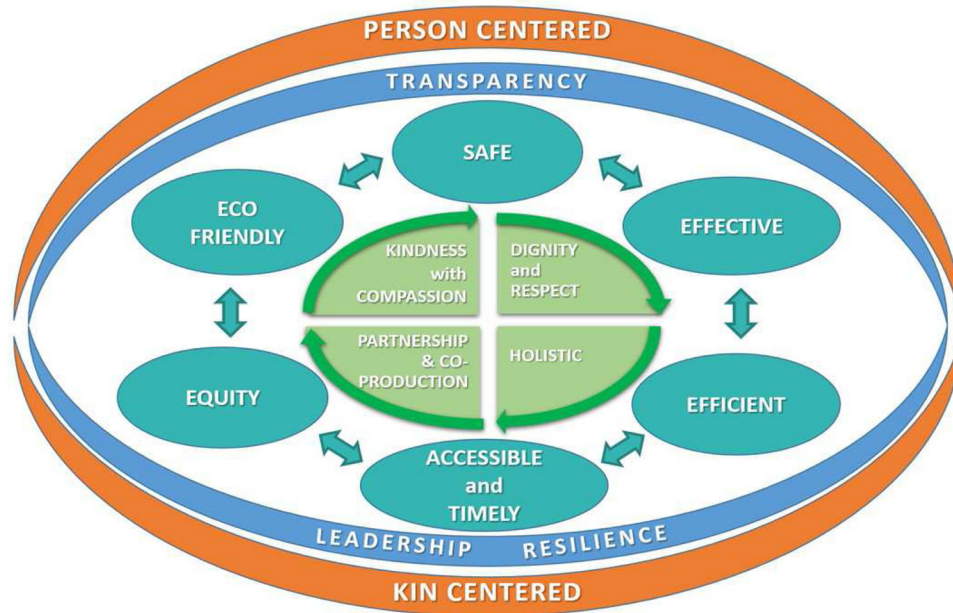 PERSON CENTERED
TRANSPARENCY
SAFE
ECO
FRIENDLY
EFFECTIVE
KINDNESS
with
COMPASSION
DIGNITY
and
RESPECT
PARTNERSHIP
& CO-
PRODUCTION
HOLISTIC
EQUITY
EFFICIENT
ACCESSIBLE
and
TIMELY
LEADERSHIP RESILIENCE
KIN CENTERED